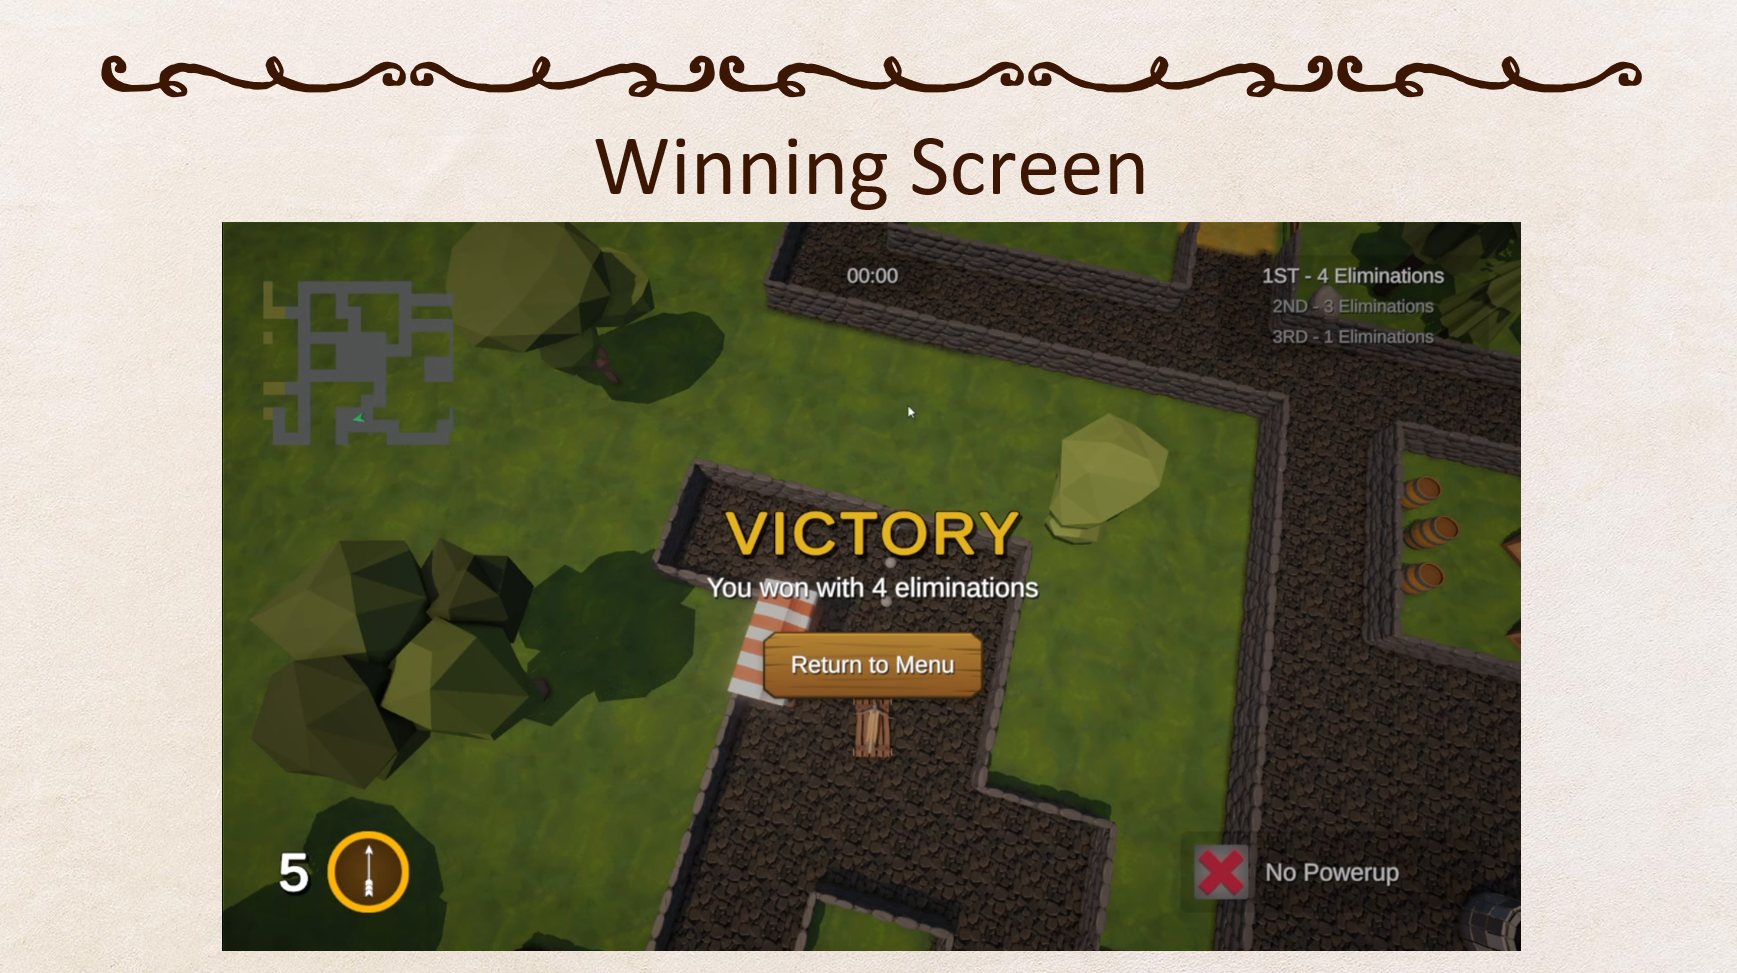 Winning Screen
00:00
1ST - 4 Eliminations
2ND - 3 Eliminations
3RD - 1 Eliminations
VICTORY
You won with 4 eliminations
Return to Menu
5
No Powerup